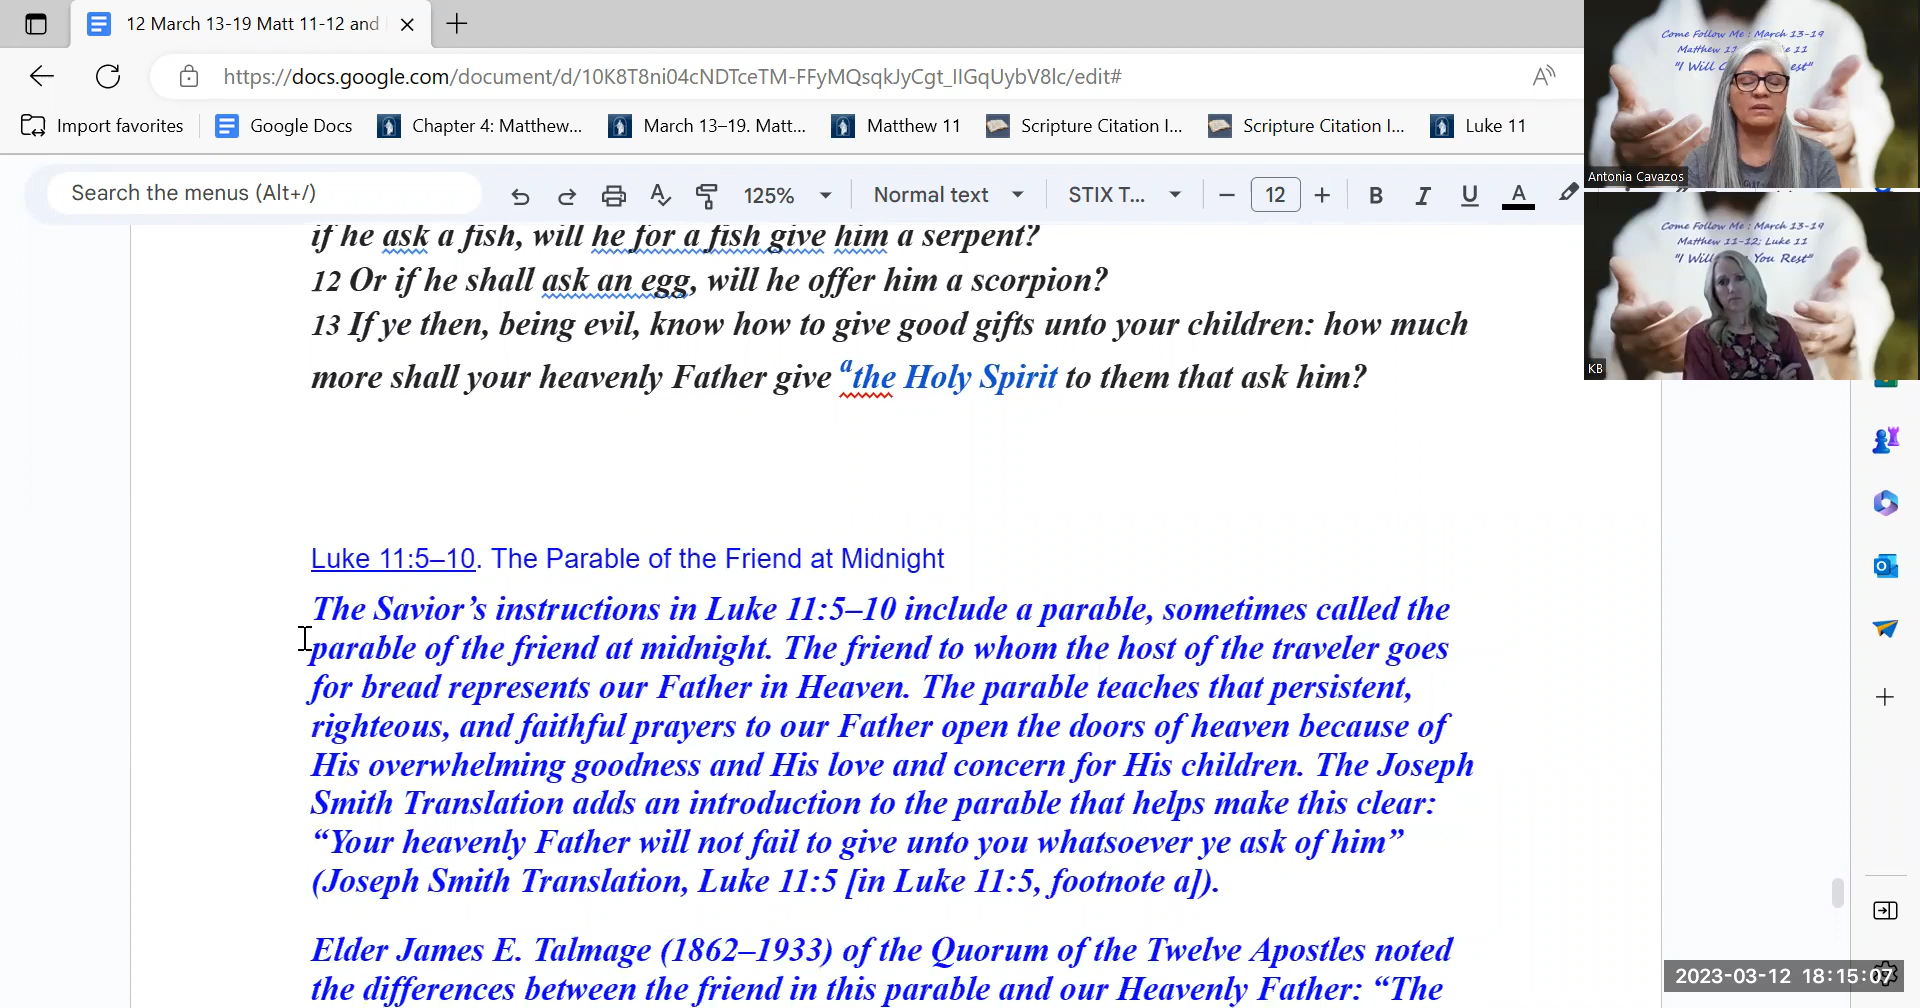 12 March 13-19 Matt 11-12 and
https://docs.google.com/document/d/10K8T8ni04cNDTceTM-FFyMQsqkJyCgt_IIGqUybV8lc/edit#
Import favorites
Google Docs
Chapter 4: Matthew...
March 13–19. Matt...
Matthew 11
Scripture Citation I...
Scripture Citation I...
Luke 11
Search the menus (Alt+/)
125%
Normal text
STIX T...
12
B I U A
if he ask a fish, will he for a fish give him a serpent?
12 Or if he shall ask an egg, will he offer him a scorpion?
13 If ye then, being evil, know how to give good gifts unto your children: how much
more shall your heavenly Father give a the Holy Spirit to them that ask him?
Luke 11:5–10. The Parable of the Friend at Midnight
The Savior’s instructions in Luke 11:5–10 include a parable, sometimes called the
parable of the friend at midnight. The friend to whom the host of the traveler goes
for bread represents our Father in Heaven. The parable teaches that persistent,
righteous, and faithful prayers to our Father open the doors of heaven because of
His overwhelming goodness and His love and concern for His children. The Joseph
Smith Translation adds an introduction to the parable that helps make this clear:
“Your heavenly Father will not fail to give unto you whatsoever ye ask of him”
(Joseph Smith Translation, Luke 11:5 [in Luke 11:5, footnote a]).
Elder James E. Talmage (1862–1933) of the Quorum of the Twelve Apostles noted
the differences between the friend in this parable and our Heavenly Father: “The
Come Follow Me : March 13-19
Matthew 11
"I Will
Antonia Cavazos
Come Follow Me : March 13-19
Matthew 11-12; Luke 11
"I Will You Rest"
KB
2023-03-12 18:15:07